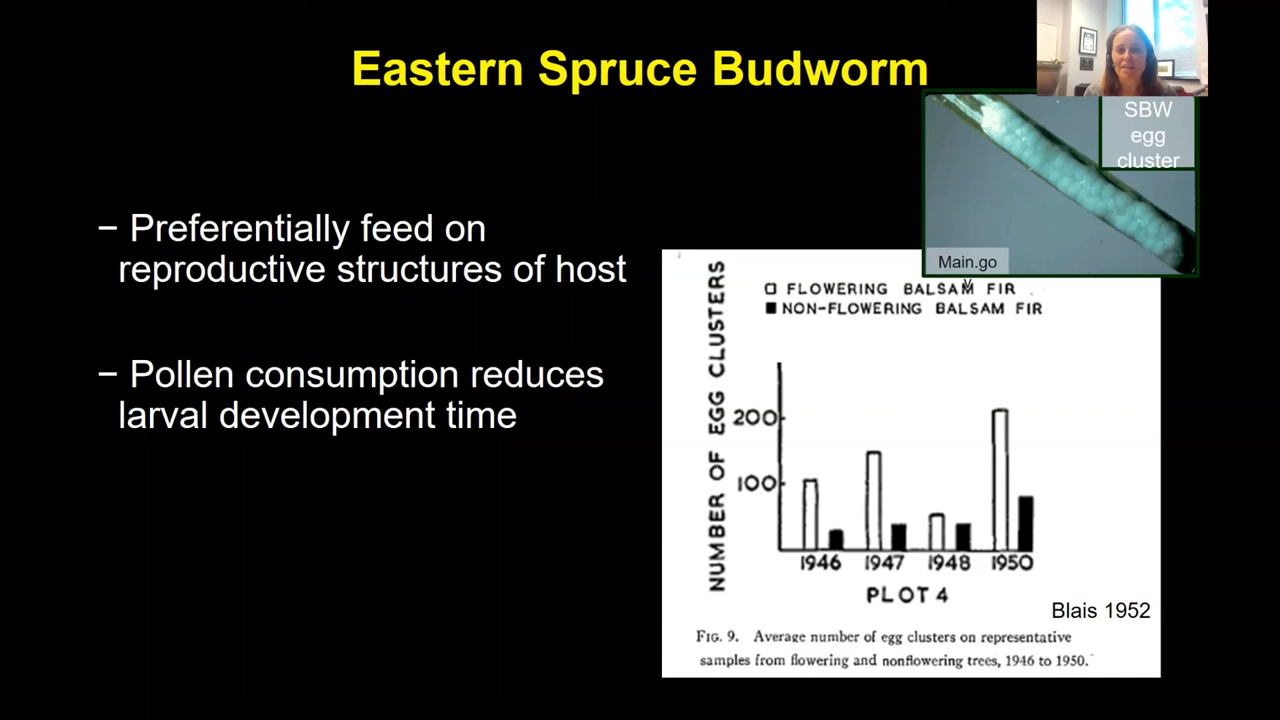 Eastern Spruce Budworm
SBW
egg
cluster
Main.go
− Preferentially feed on
reproductive structures of host
− Pollen consumption reduces
larval development time
NUMBER OF EGG CLUSTERS
FLOWERING BALSAM FIR
NON-FLOWERING BALSAM FIR
200
100
1946 1947 1948 1950
PLOT 4
Blais 1952
FIG. 9. Average number of egg clusters on representative
samples from flowering and nonflowering trees, 1946 to 1950.